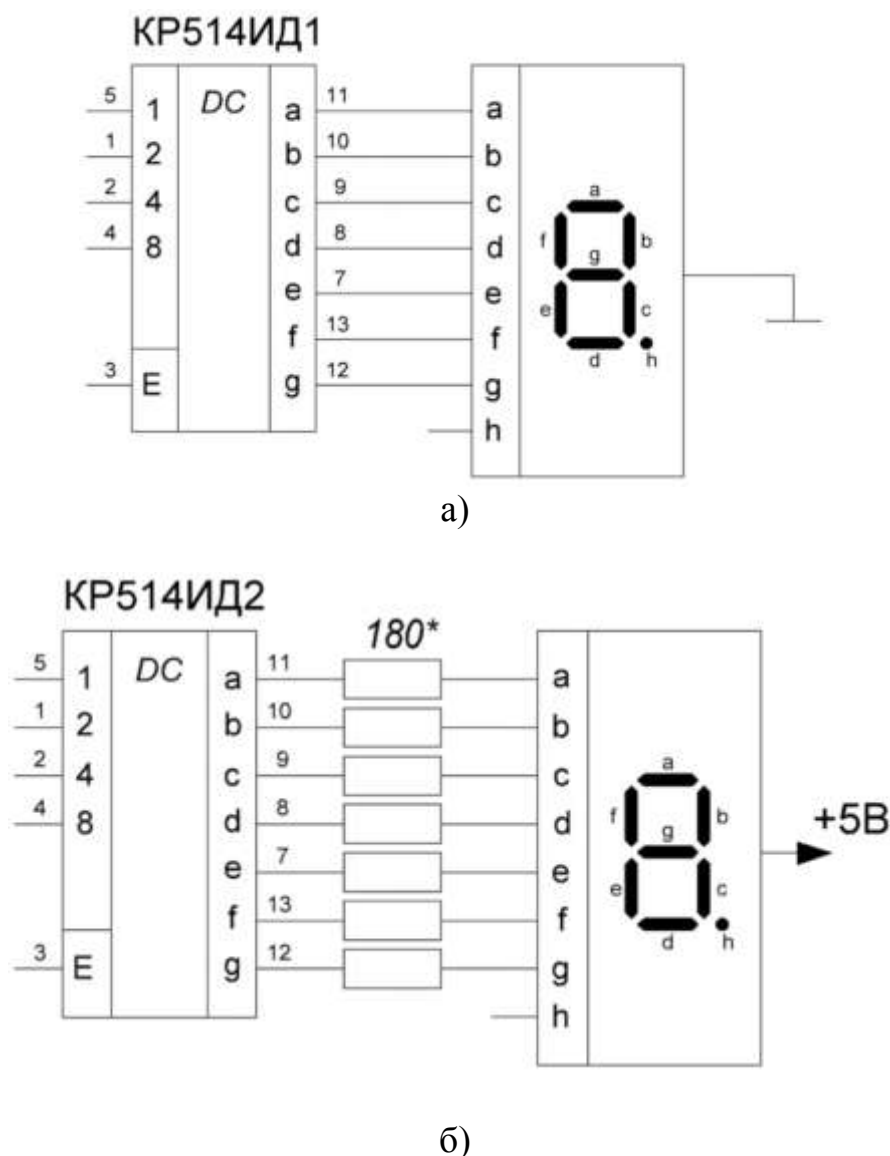 КР514ИД1
5 1 DC a 11 a
1 2 b 10 b
2 4 c 9 c
4 8 d 8 d
e 7 e
f 13 f
3 E g 12 g
h
a
f b
g
e c
d h
а)
КР514ИД2
180*
5 1 DC a 11 a
1 2 b 10 b
2 4 c 9 c
4 8 d 8 d
e 7 e
f 13 f
3 E g 12 g
h
a
f b
g
+5В
e c
d h
б)